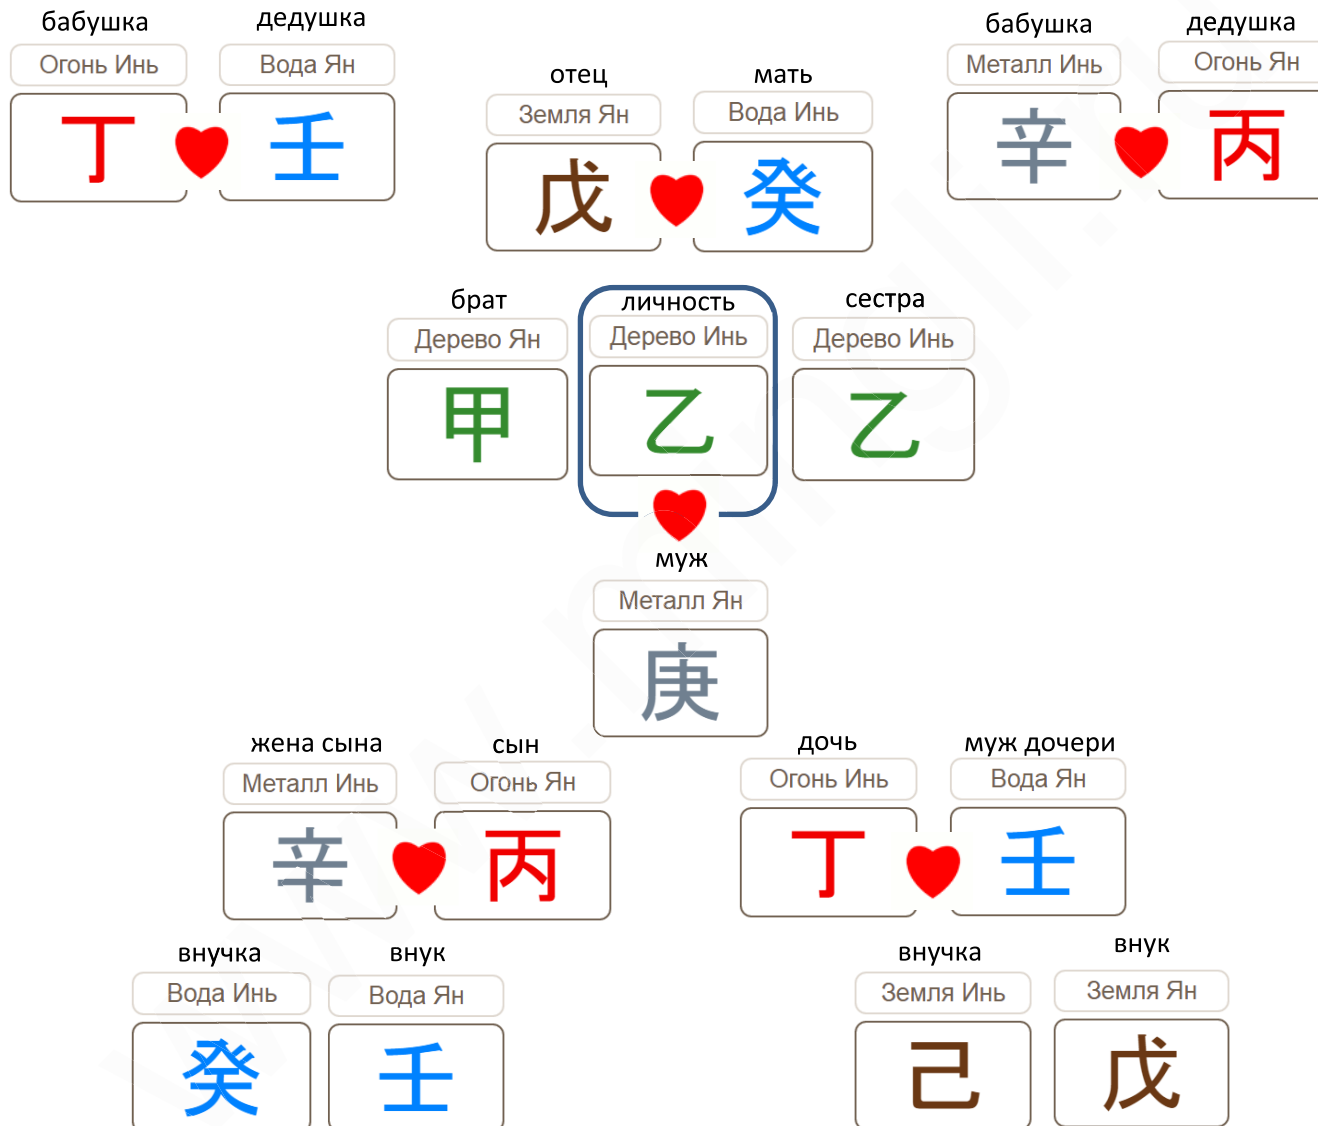 бабушка
дедушка
Огонь Инь
Вода Ян
丁
壬
отец
мать
Земля Ян
Вода Инь
戊
癸
бабушка
дедушка
Металл Инь
Огонь Ян
辛
丙
брат
личность
сестра
Дерево Ян
Дерево Инь
Дерево Инь
甲
乙
乙
муж
Металл Ян
庚
жена сына
сын
Металл Инь
Огонь Ян
辛
丙
дочь
муж дочери
Огонь Инь
Вода Ян
丁
壬
внучка
внук
Вода Инь
Вода Ян
癸
壬
внучка
внук
Земля Инь
Земля Ян
己
戊